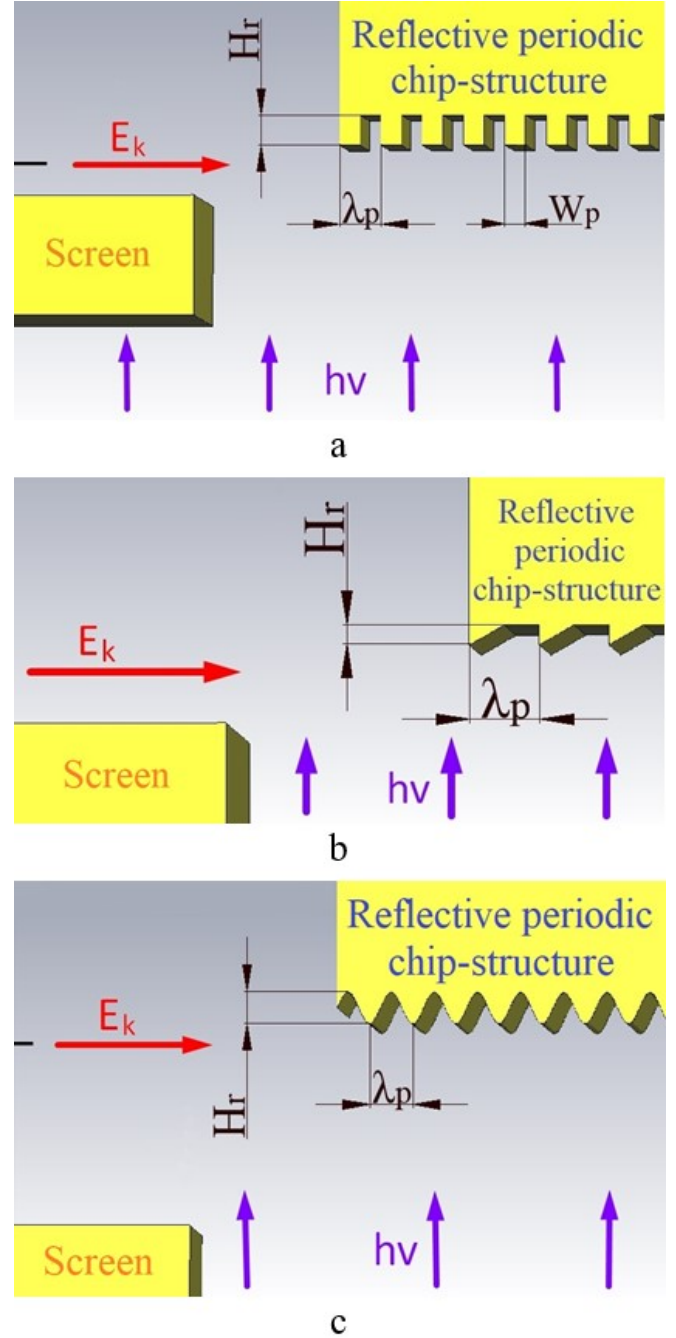 Reflective periodic
chip-structure
Hr
Ek
λp
Wp
Screen
hν
a
Reflective
periodic
chip-structure
Hr
Ek
λp
Screen
hν
b
Reflective periodic
chip-structure
Ek
λp
Hr
Screen
hν
c